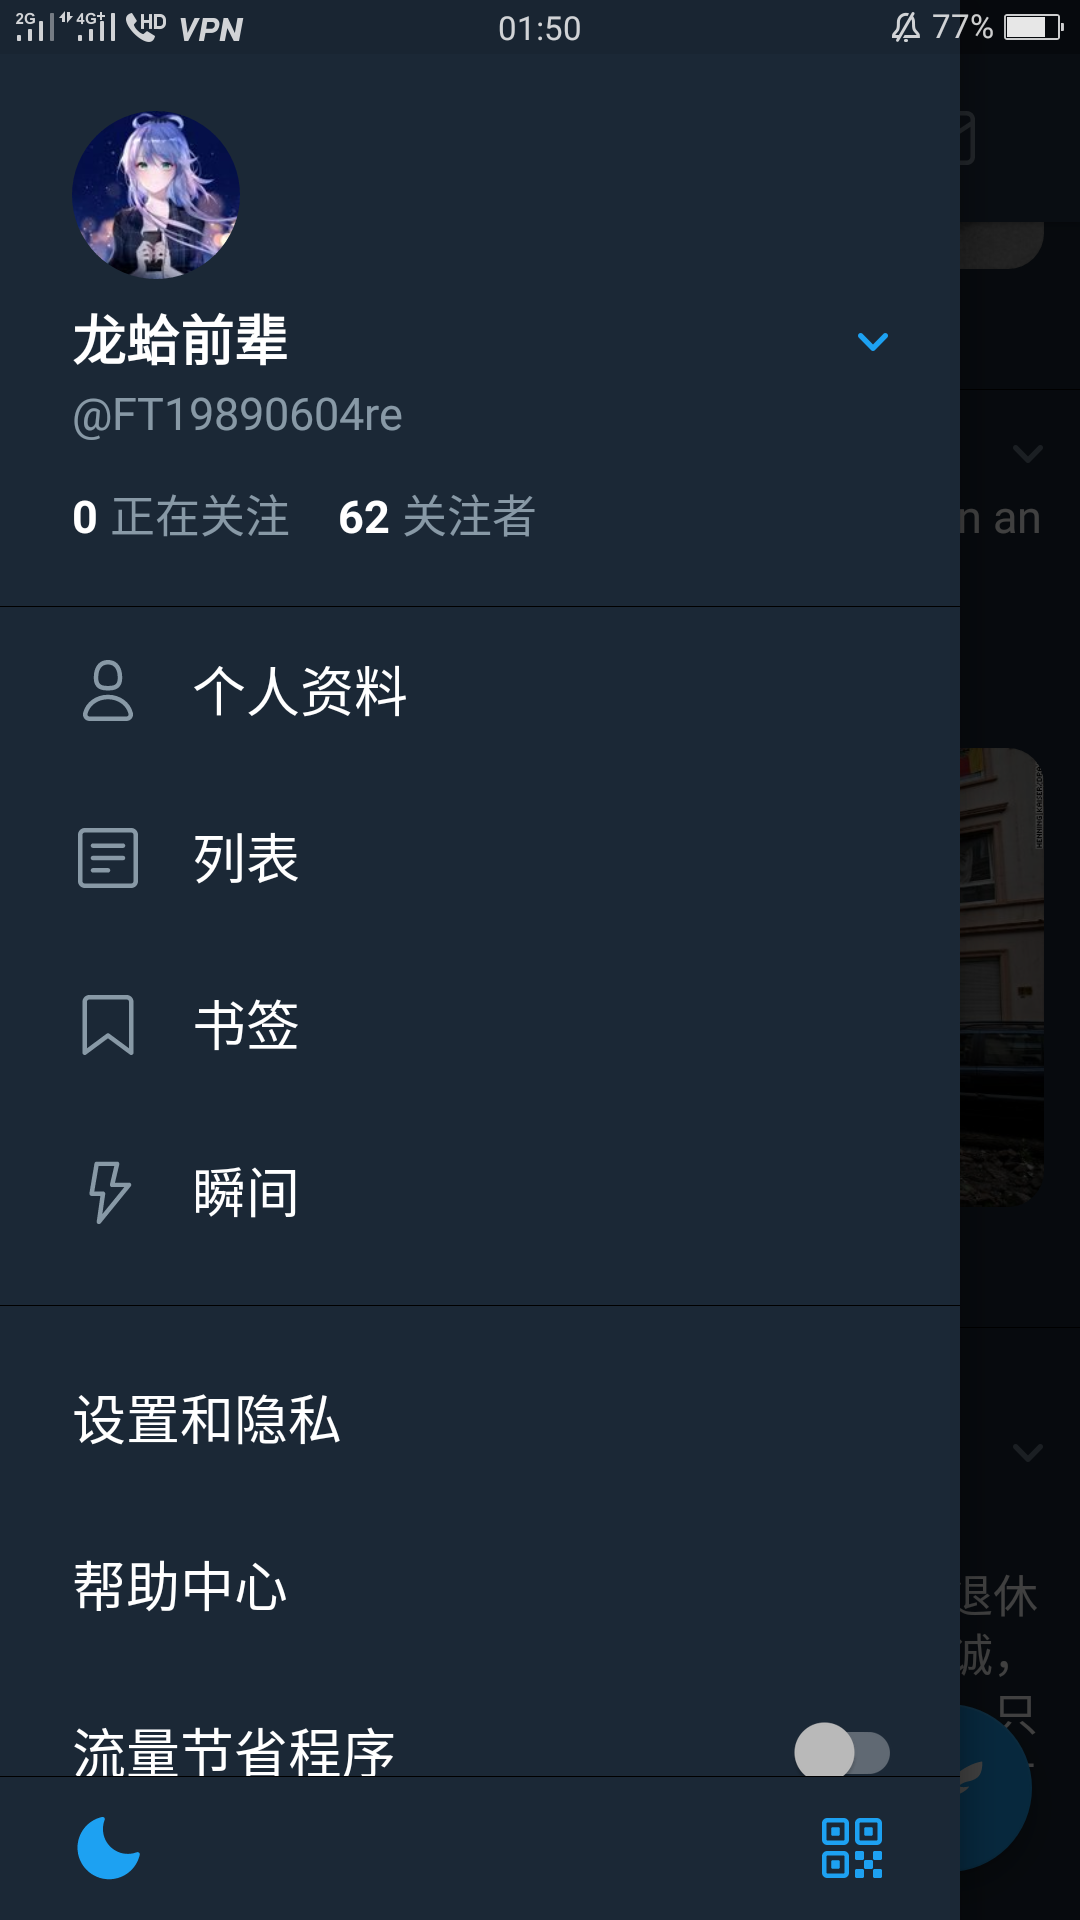 2G 4G+ HD VPN 01:50 77%
龙蛤前辈
@FT19890604re
0 正在关注 62 关注者
n an
个人资料
列表
书签
瞬间
设置和隐私
帮助中心
退休
诚，
只
流量节省程序